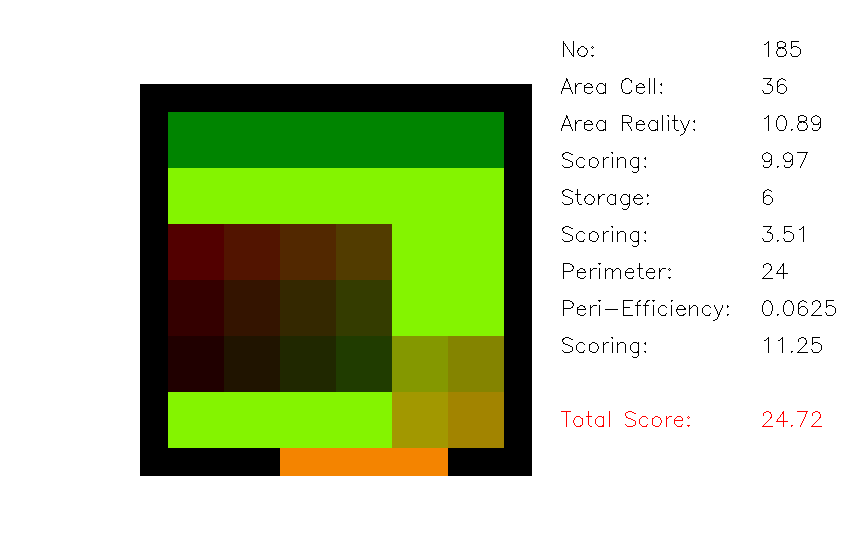 No: 185
Area Cell: 36
Area Reality: 10.89
Scoring: 9.97
Storage: 6
Scoring: 3.51
Perimeter: 24
Peri-Efficiency: 0.0625
Scoring: 11.25
Total Score: 24.72